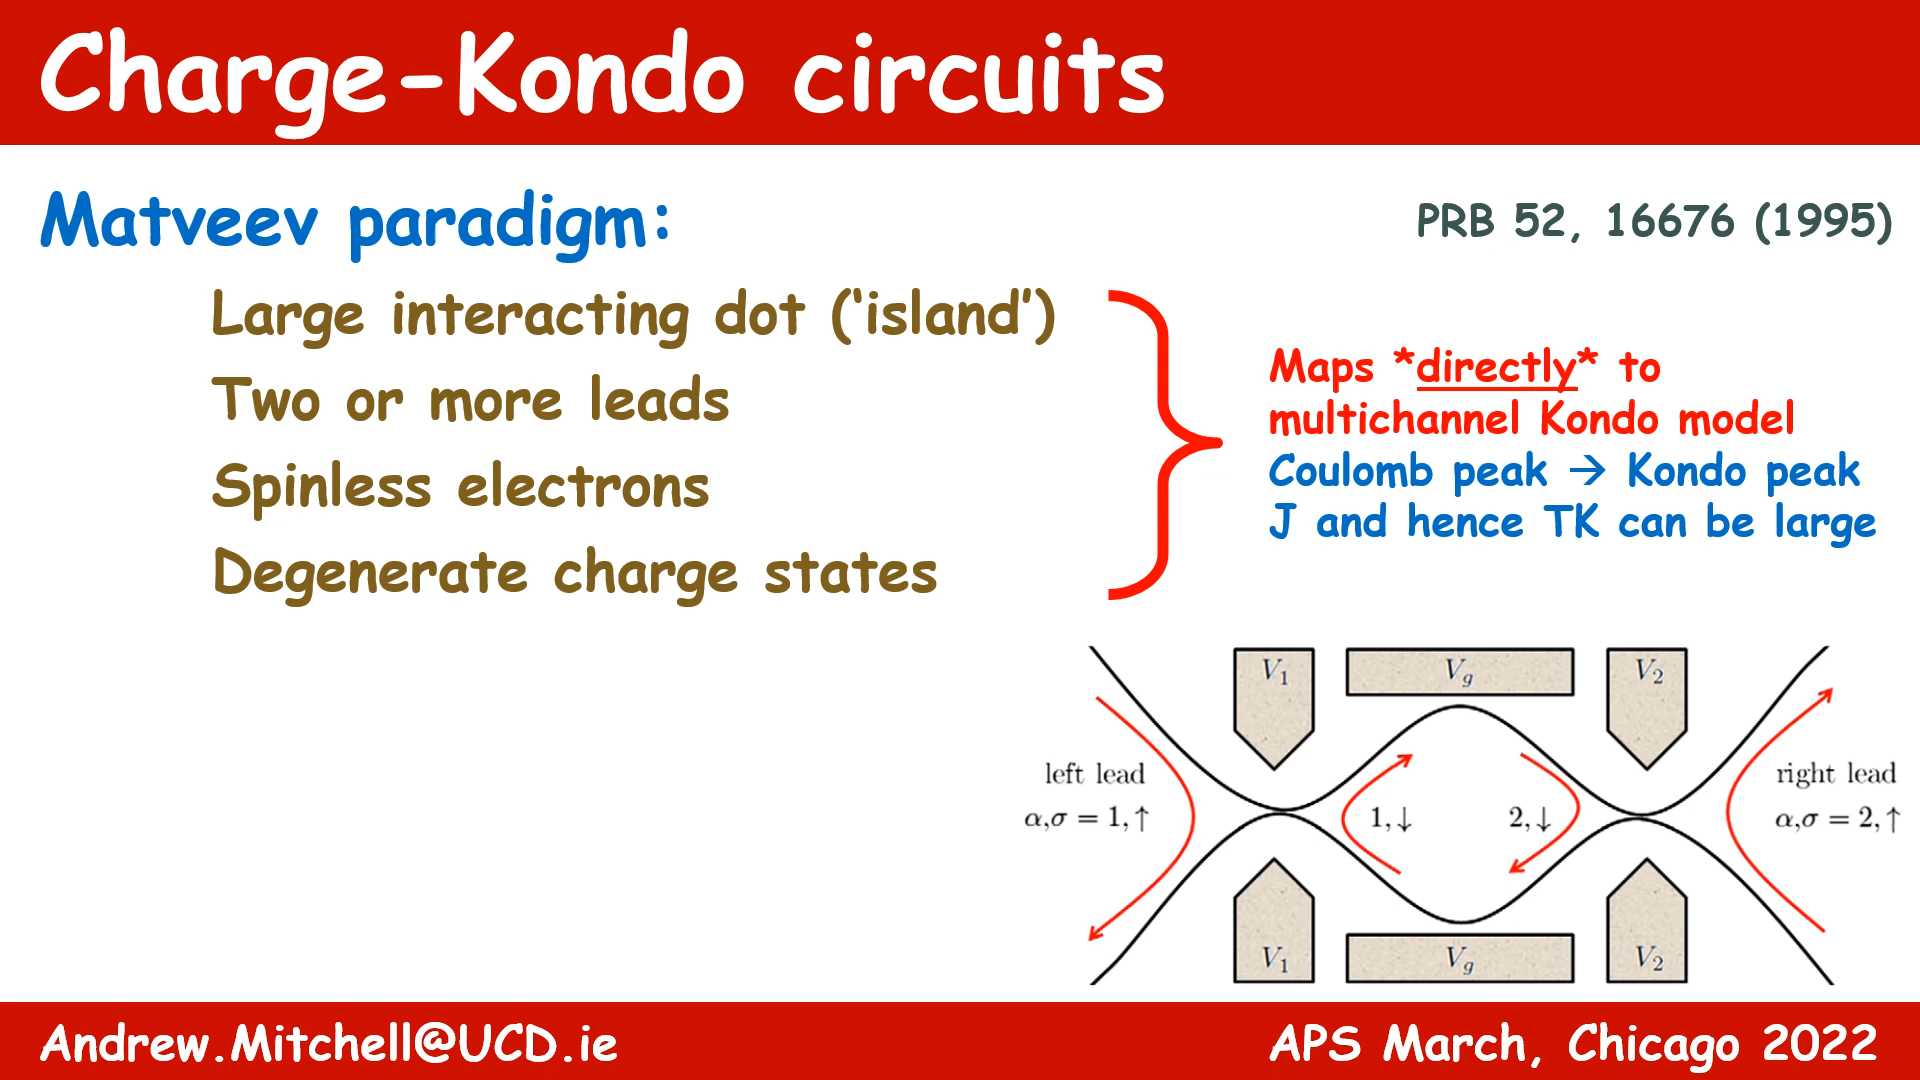 Charge-Kondo circuits
Matveev paradigm:
PRB 52, 16676 (1995)
Large interacting dot (‘island’)
Two or more leads
Spinless electrons
Degenerate charge states
Maps *directly* to
multichannel Kondo model
Coulomb peak → Kondo peak
J and hence TK can be large
V₁
V_g
V₂
left lead
α,σ = 1,↑
1,↓
2,↓
right lead
α,σ = 2,↑
V₁
V_g
V₂
Andrew.Mitchell@UCD.ie
APS March, Chicago 2022